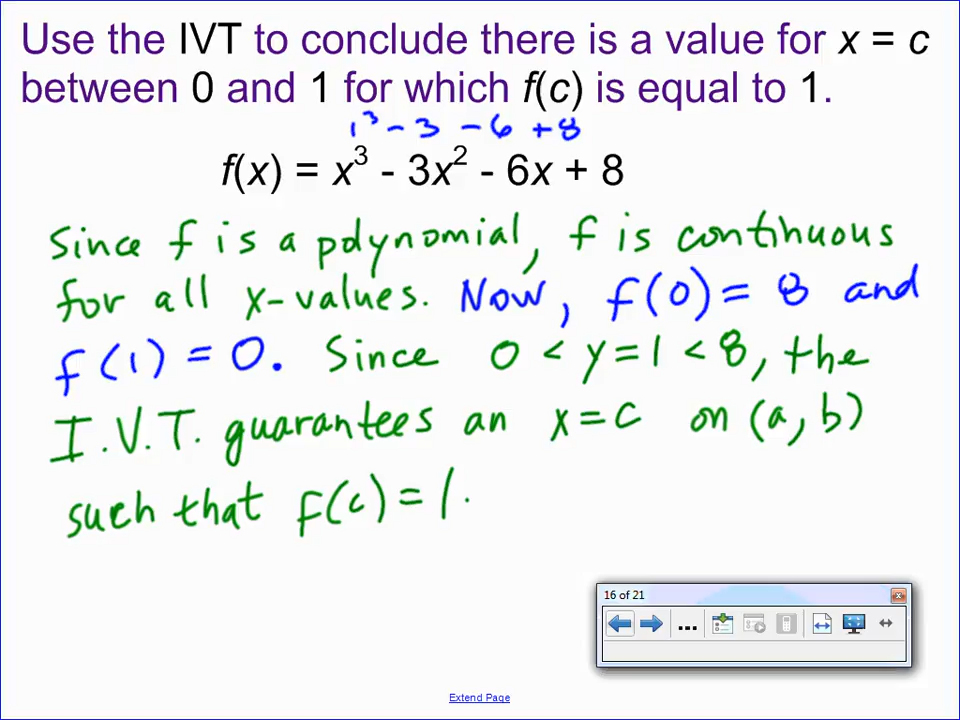 Use the IVT to conclude there is a value for x = c
between 0 and 1 for which f(c) is equal to 1.
1³ - 3 - 6 + 8
f(x) = x³ - 3x² - 6x + 8
Since f is a polynomial, f is continuous
for all x-values. Now, f(0) = 8 and
f(1) = 0. Since 0 < y = 1 < 8, the
I.V.T. guarantees an x = c on (a, b)
such that f(c) = 1.
16 of 21
Extend Page